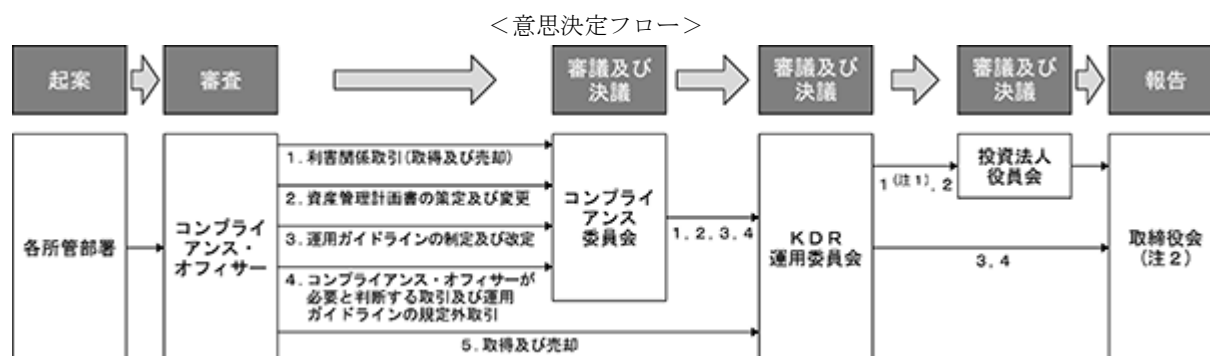 ＜意思決定フロー＞
起案
審査
審議及び
決議
審議及び
決議
審議及び
決議
報告
各所管部署
コンプライ
アンス・
オフィサー
1．利害関係取引(取得及び売却)
2．資産管理計画書の策定及び変更
3．運用ガイドラインの制定及び改定
4．コンプライアンス・オフィサーが
必要と判断する取引及び運用
ガイドラインの規定外取引
5．取得及び売却
コンプライ
アンス
委員会
1，2，3，4
KDR
運用委員会
1(注1)，2
3，4
投資法人
役員会
取締役会
(注2)